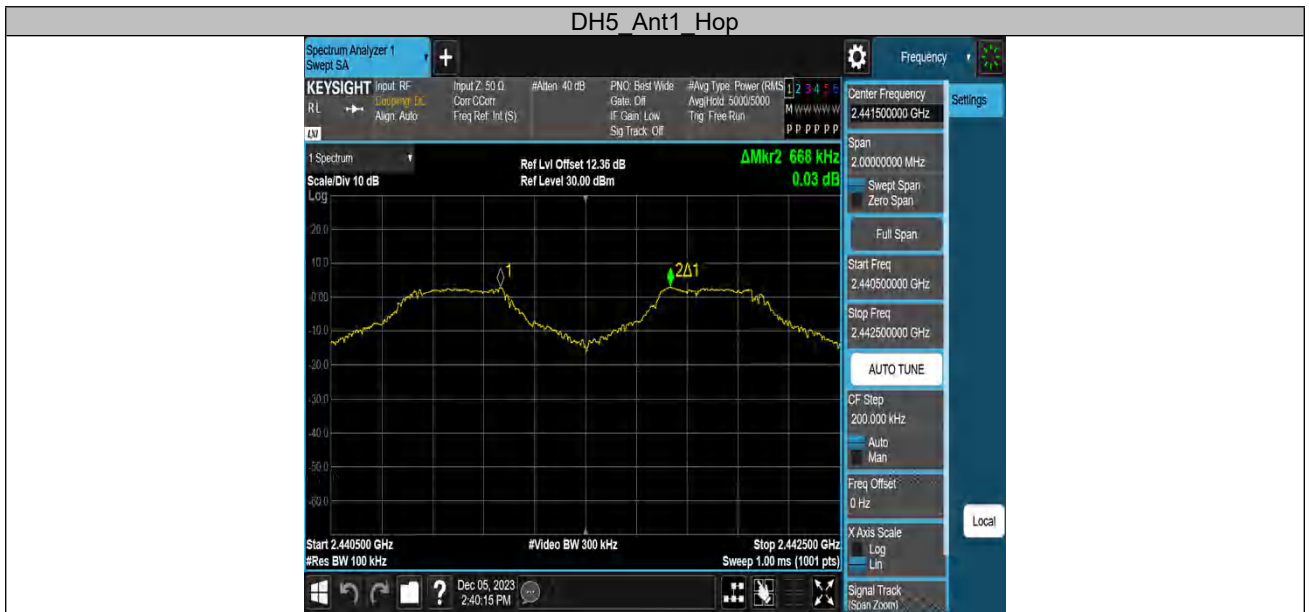 DH5_Ant1_Hop
Spectrum Analyzer 1
Swept SA
+
Frequency
KEYSIGHT
RL
LXI
Input: RF
Coupling: DC
Align: Auto
Input Z: 50 Ω
Corr CCorr
Freq Ref: Int (S)
#Atten: 40 dB
PNO: Best Wide
Gate: Off
IF Gain: Low
Sig Track: Off
#Avg Type: Power (RMS
Avg|Hold: 5000/5000
Trig: Free Run
1 2 3 4 5 6
M W W W W W
P P P P P P
Center Frequency
2.441500000 GHz
Settings
Span
2.00000000 MHz
Swept Span
Zero Span
Full Span
Start Freq
2.440500000 GHz
Stop Freq
2.442500000 GHz
AUTO TUNE
CF Step
200.000 kHz
Auto
Man
Freq Offset
0 Hz
X Axis Scale
Log
Lin
Signal Track
(Span Zoom)
Local
1 Spectrum
Scale/Div 10 dB
Log
Ref Lvl Offset 12.36 dB
Ref Level 30.00 dBm
ΔMkr2 668 kHz
0.03 dB
20.0
10.0
0.00
-10.0
-20.0
-30.0
-40.0
-50.0
-60.0
1
2Δ1
Start 2.440500 GHz
#Res BW 100 kHz
#Video BW 300 kHz
Stop 2.442500 GHz
Sweep 1.00 ms (1001 pts)
?
Dec 05, 2023
2:40:15 PM